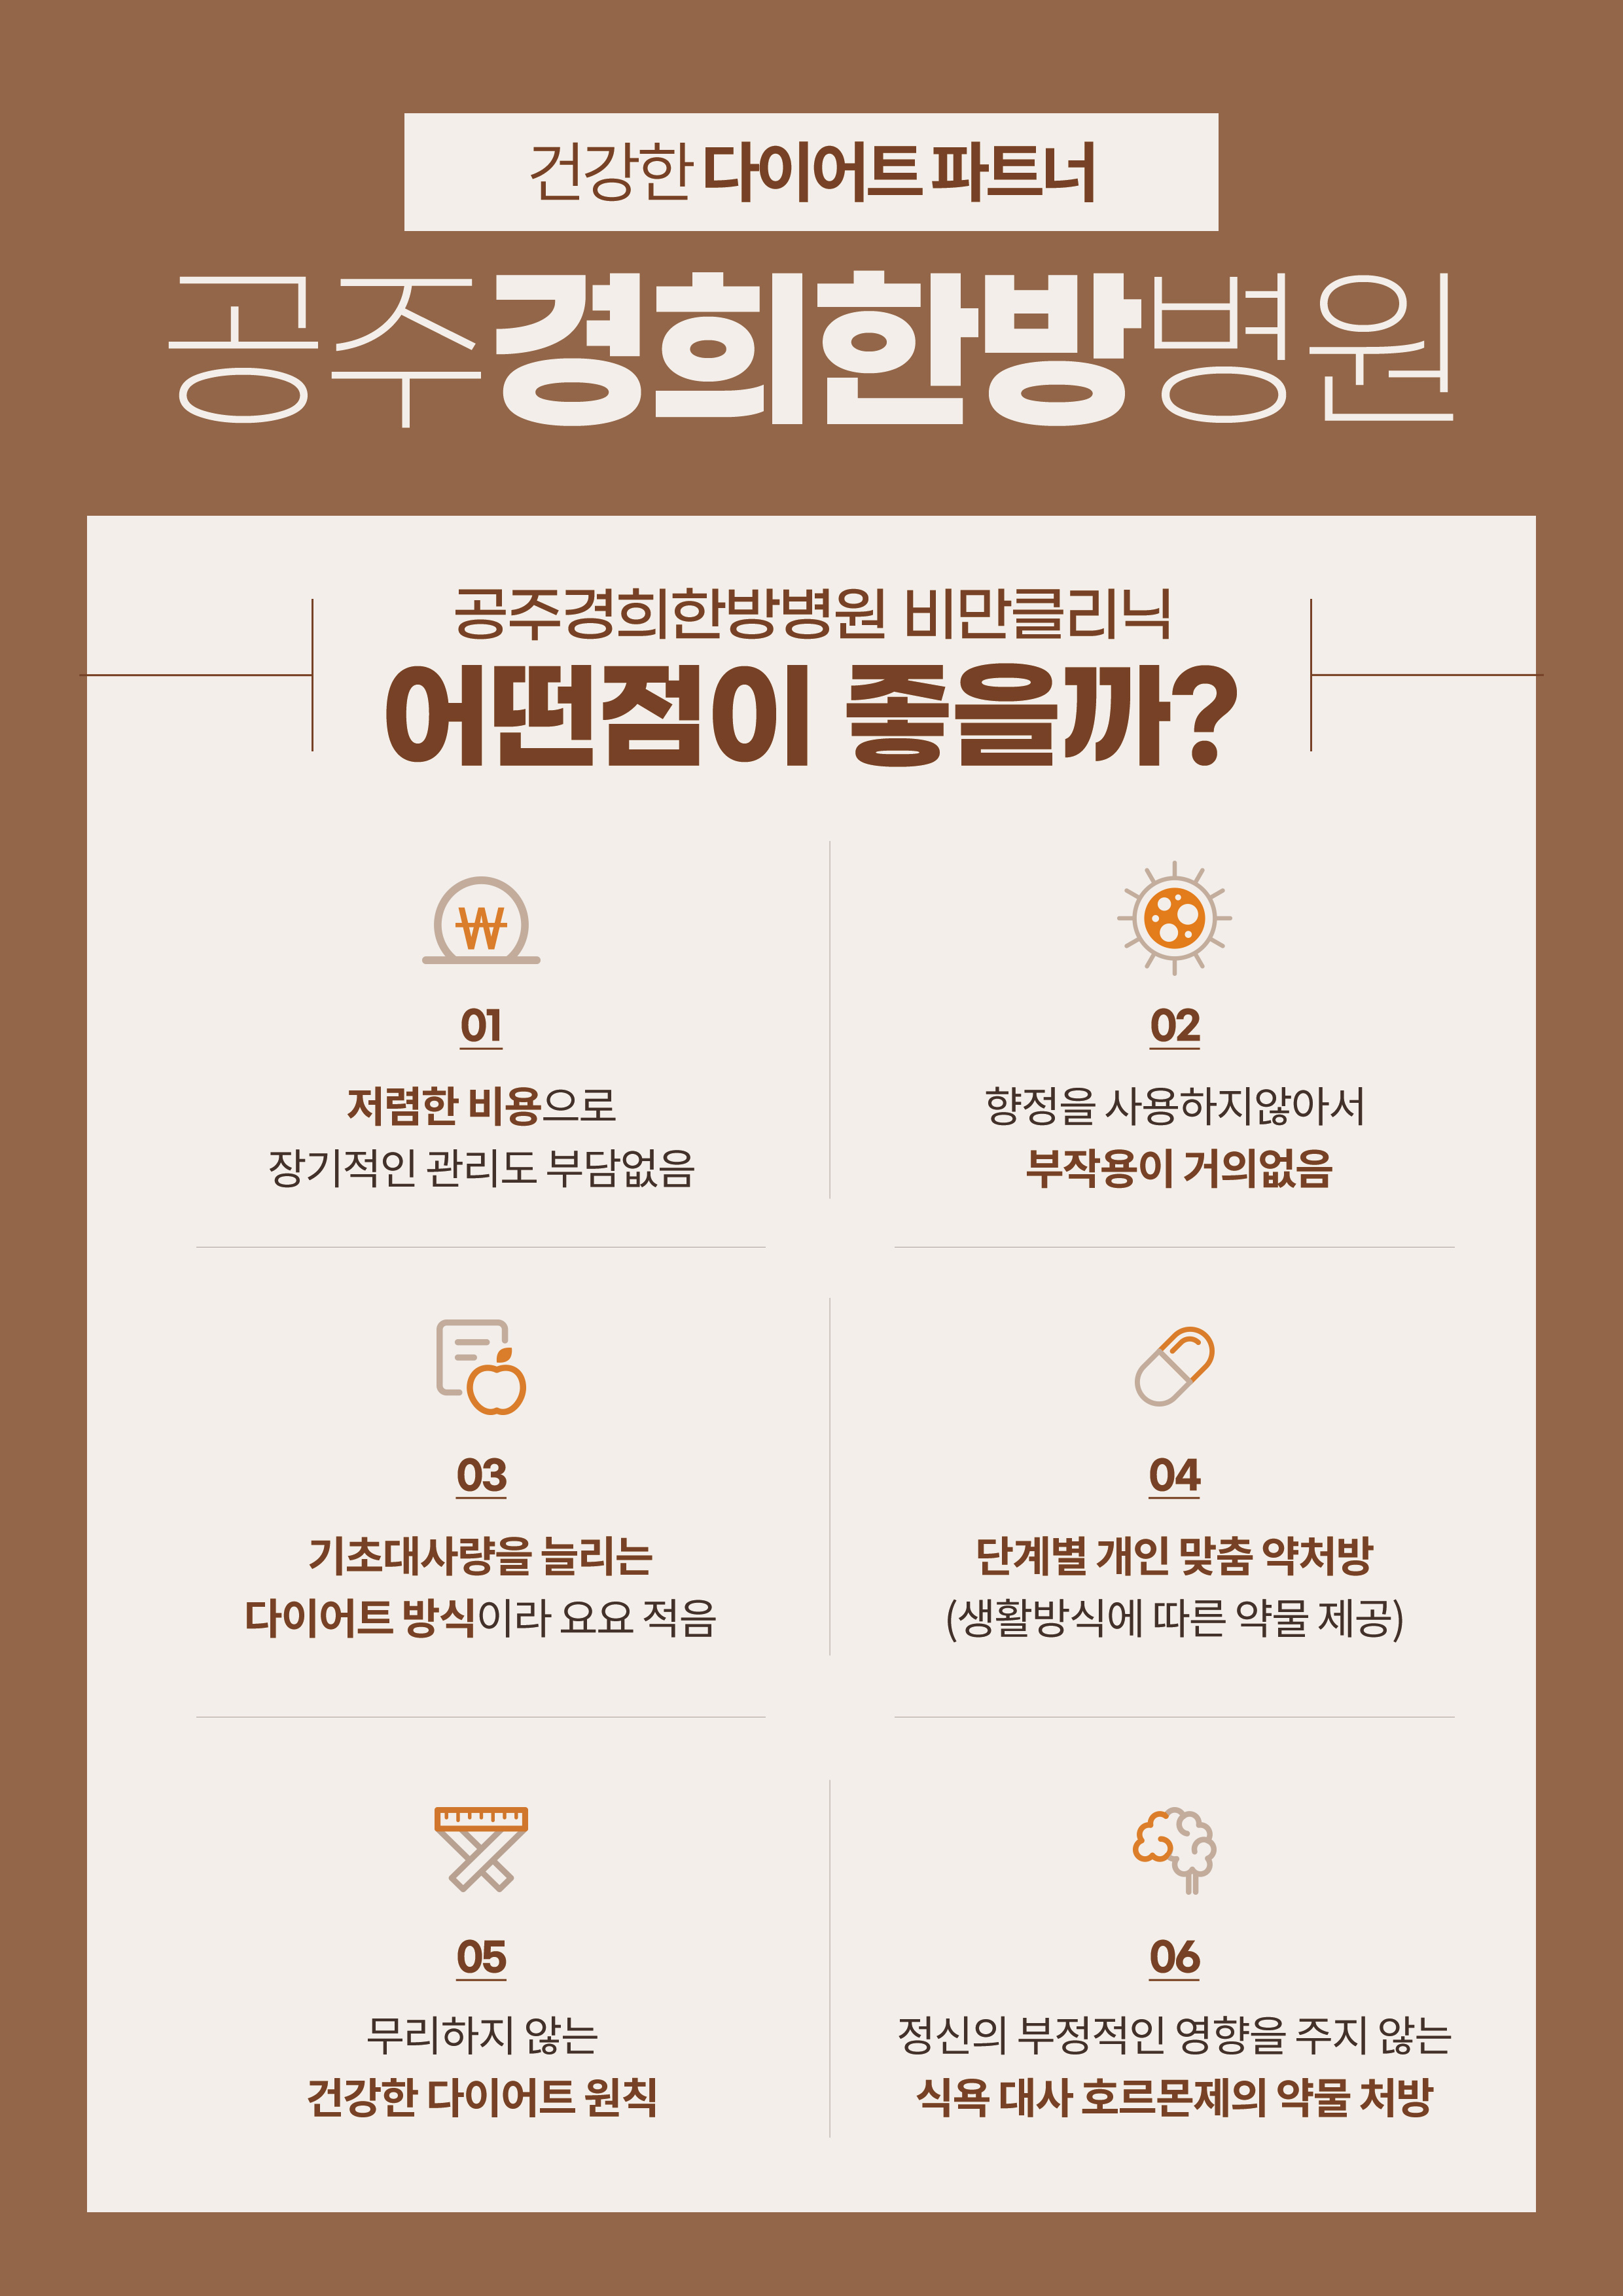 건강한 다이어트 파트너
공주경희한방병원
공주경희한방병원 비만클리닉
어떤점이 좋을까?
₩
01
저렴한 비용으로
장기적인 관리도 부담없음
02
향정을 사용하지않아서
부작용이 거의없음
03
기초대사량을 늘리는
다이어트 방식이라 요요 적음
04
단계별 개인 맞춤 약처방
(생활방식에 따른 약물 제공)
05
무리하지 않는
건강한 다이어트 원칙
06
정신의 부정적인 영향을 주지 않는
식욕 대사 호르몬제의 약물 처방